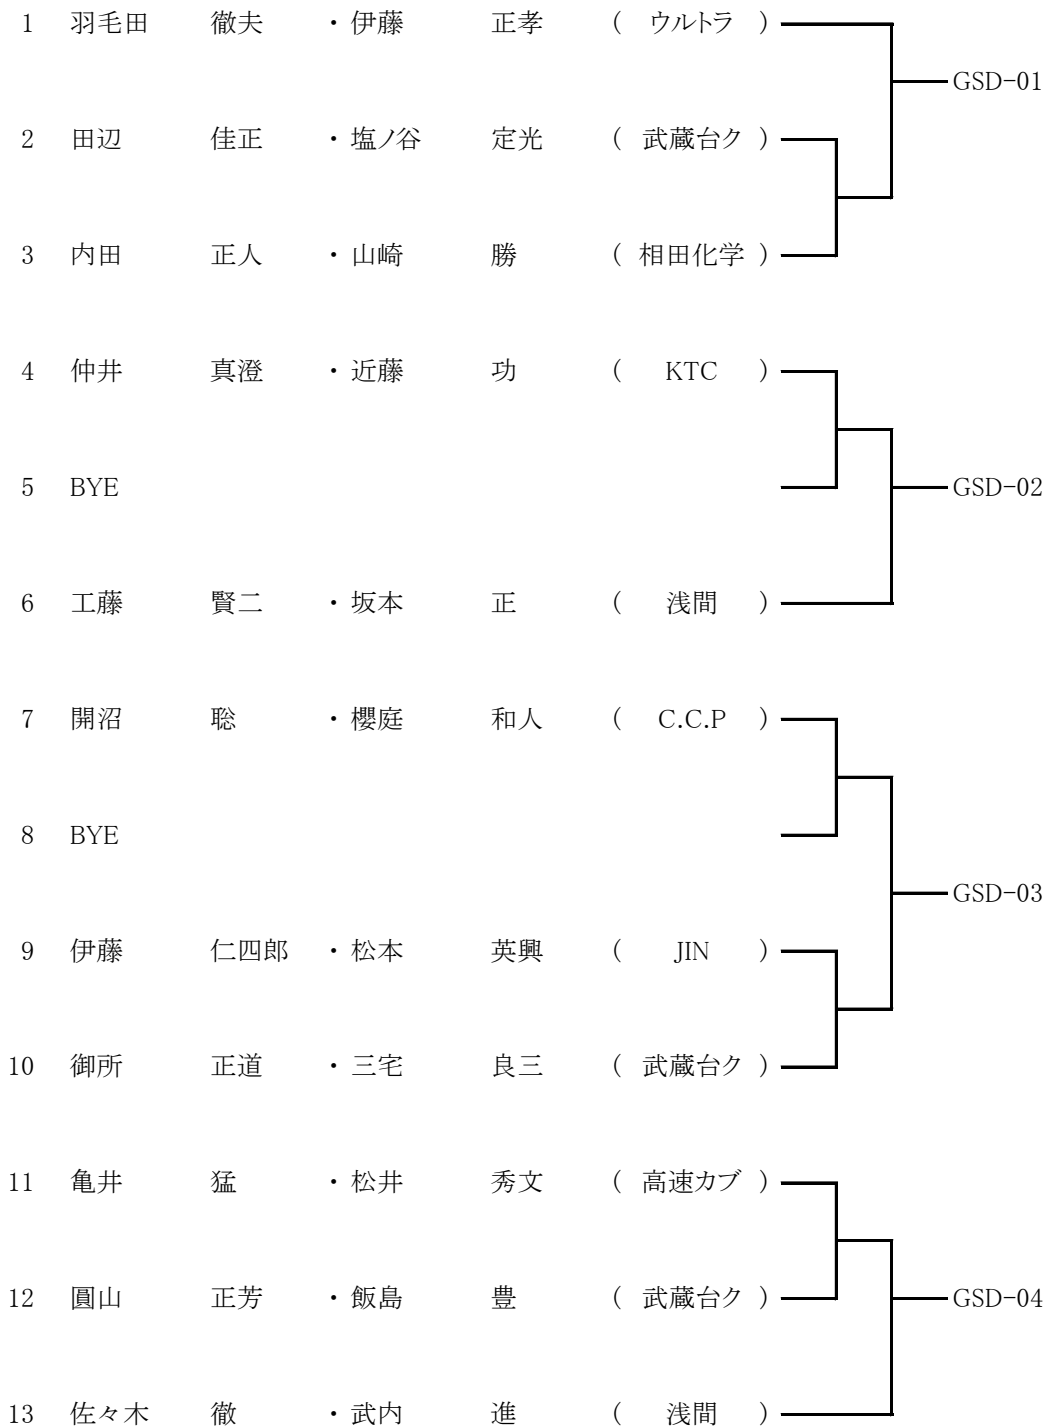 1 羽毛田 徹夫 ・ 伊藤 正孝 ( ウルトラ )
GSD-01
2 田辺 佳正 ・ 塩ノ谷 定光 ( 武蔵台ク )
3 内田 正人 ・ 山崎 勝 ( 相田化学 )
4 仲井 真澄 ・ 近藤 功 ( KTC )
5 BYE
GSD-02
6 工藤 賢二 ・ 坂本 正 ( 浅間 )
7 開沼 聡 ・ 櫻庭 和人 ( C.C.P )
8 BYE
GSD-03
9 伊藤 仁四郎 ・ 松本 英興 ( JIN )
10 御所 正道 ・ 三宅 良三 ( 武蔵台ク )
11 亀井 猛 ・ 松井 秀文 ( 高速カブ )
12 圓山 正芳 ・ 飯島 豊 ( 武蔵台ク )
GSD-04
13 佐々木 徹 ・ 武内 進 ( 浅間 )